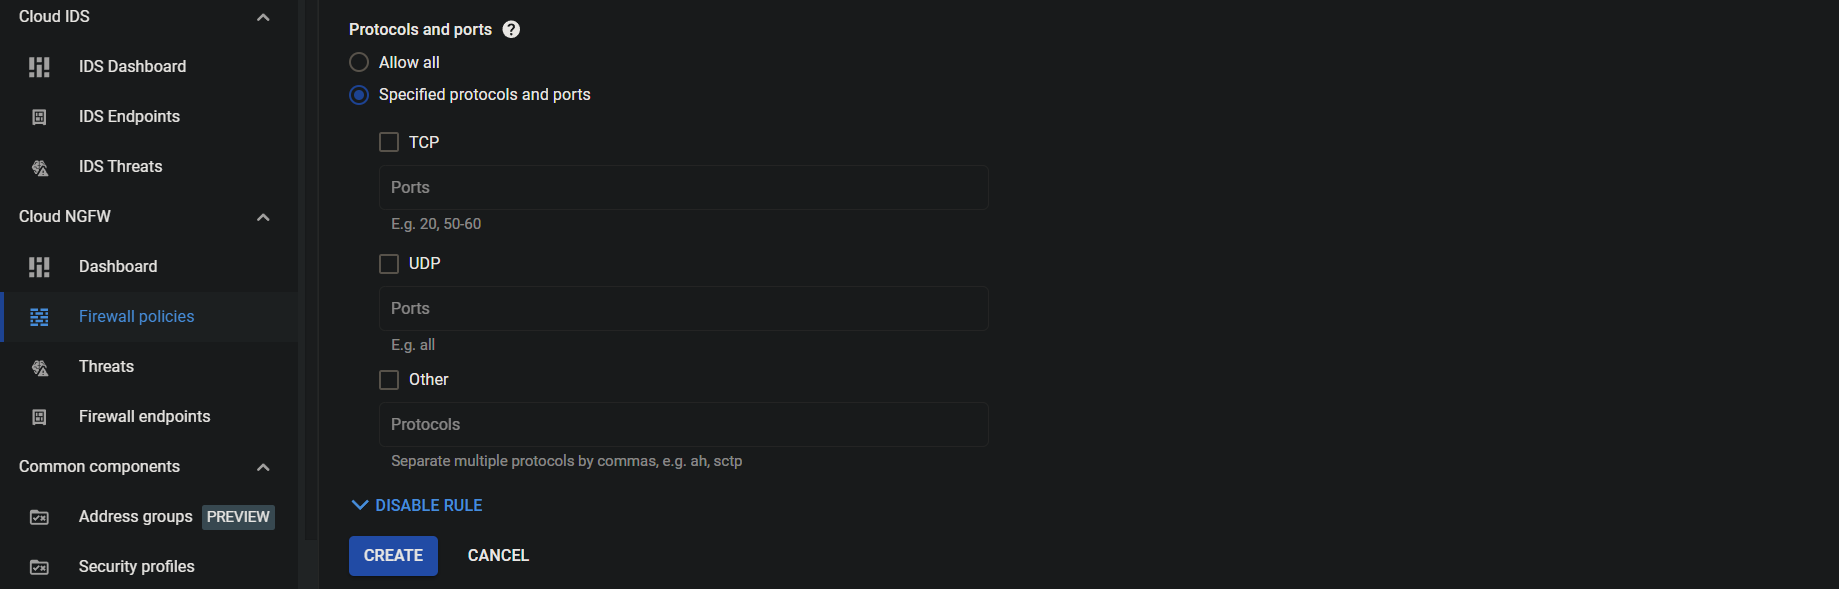 Cloud IDS
IDS Dashboard
IDS Endpoints
IDS Threats
Cloud NGFW
Dashboard
Firewall policies
Threats
Firewall endpoints
Common components
Address groups PREVIEW
Security profiles
Protocols and ports
Allow all
Specified protocols and ports
TCP
Ports
E.g. 20, 50-60
UDP
Ports
E.g. all
Other
Protocols
Separate multiple protocols by commas, e.g. ah, sctp
DISABLE RULE
CREATE CANCEL